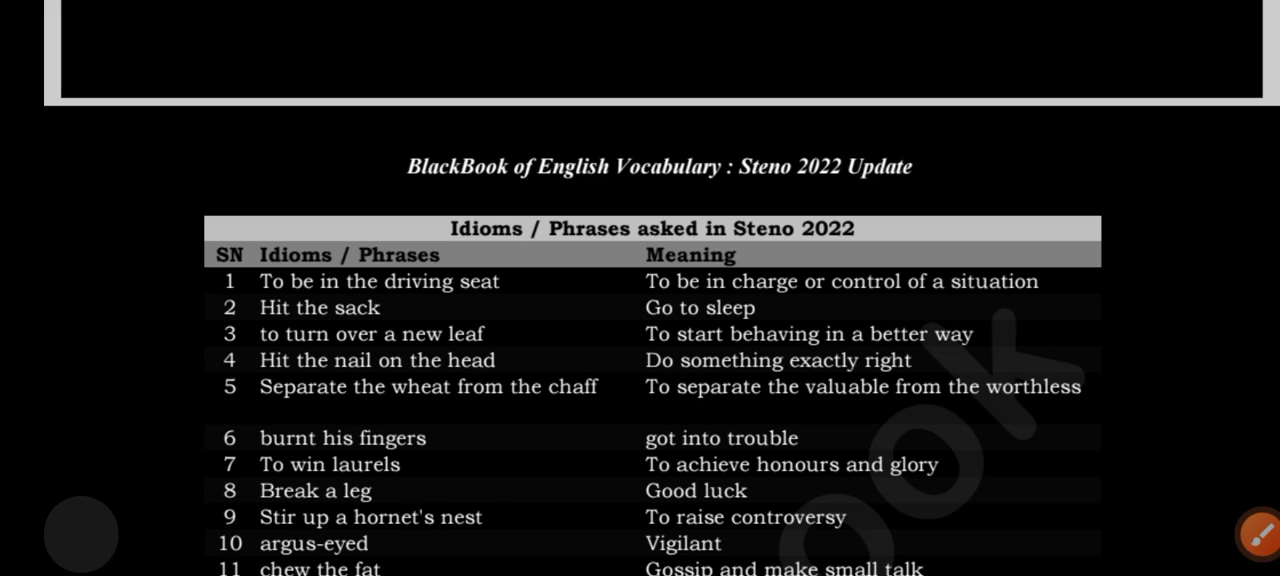 BlackBook of English Vocabulary : Steno 2022 Update
Idioms / Phrases asked in Steno 2022
SN Idioms / Phrases Meaning
1 To be in the driving seat To be in charge or control of a situation
2 Hit the sack Go to sleep
3 to turn over a new leaf To start behaving in a better way
4 Hit the nail on the head Do something exactly right
5 Separate the wheat from the chaff To separate the valuable from the worthless
6 burnt his fingers got into trouble
7 To win laurels To achieve honours and glory
8 Break a leg Good luck
9 Stir up a hornet's nest To raise controversy
10 argus-eyed Vigilant
11 chew the fat Gossip and make small talk
ook